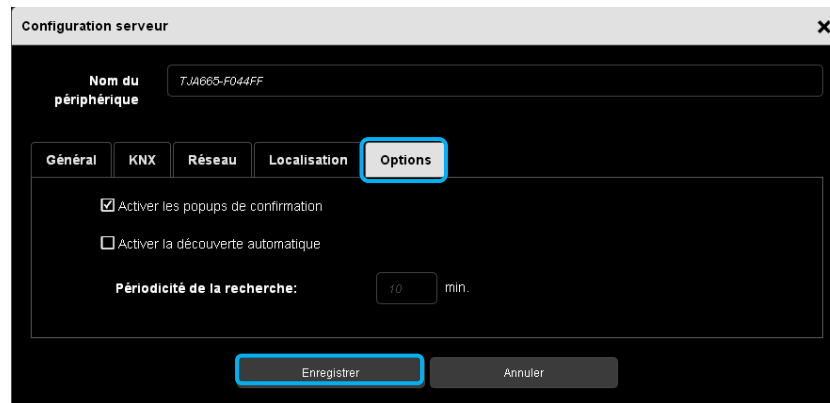 Configuration serveur
Nom du
périphérique
TJA665-F044FF
Général KNX Réseau Localisation Options
Activer les popups de confirmation
Activer la découverte automatique
Périodicité de la recherche: 10 min.
Enregistrer Annuler